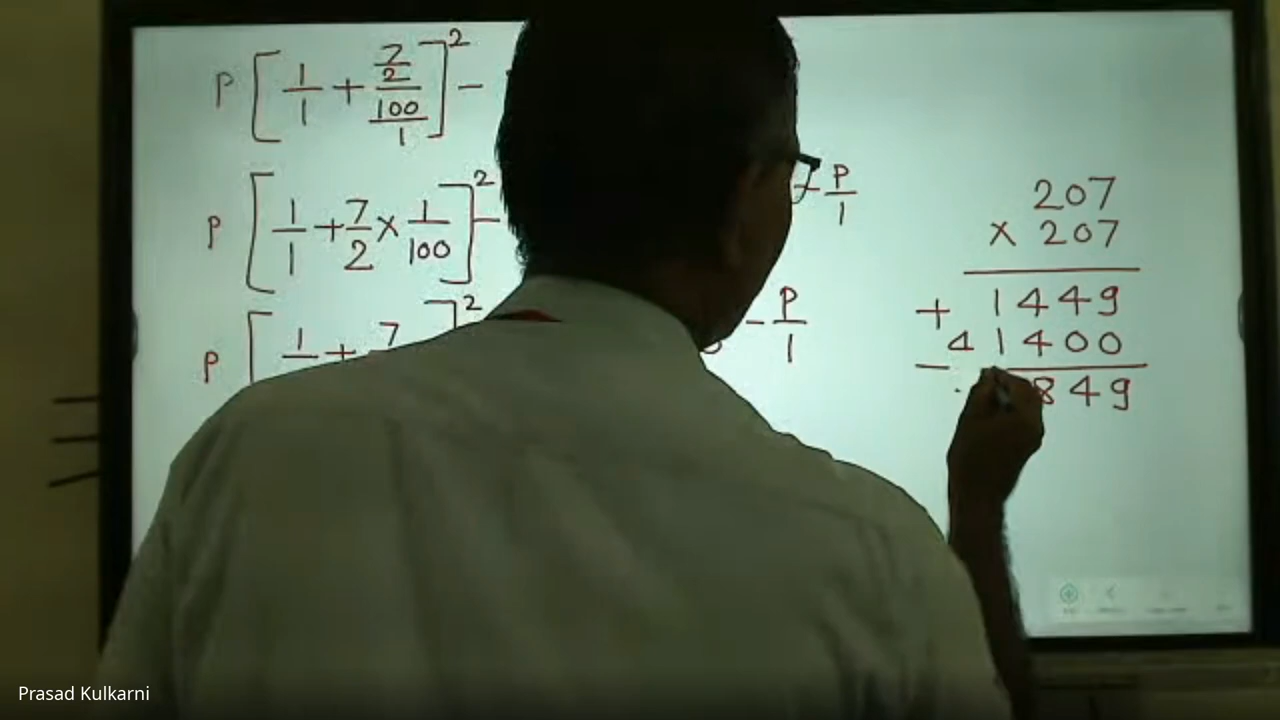 P [ 1/1 + 7/2 / 100/1 ]² −
P [ 1/1 + 7/2 × 1/100 ]² − − P/1
P [ 1/ + 7 ]² − P/1
207
× 207
+ 1449
41400
849
Prasad Kulkarni